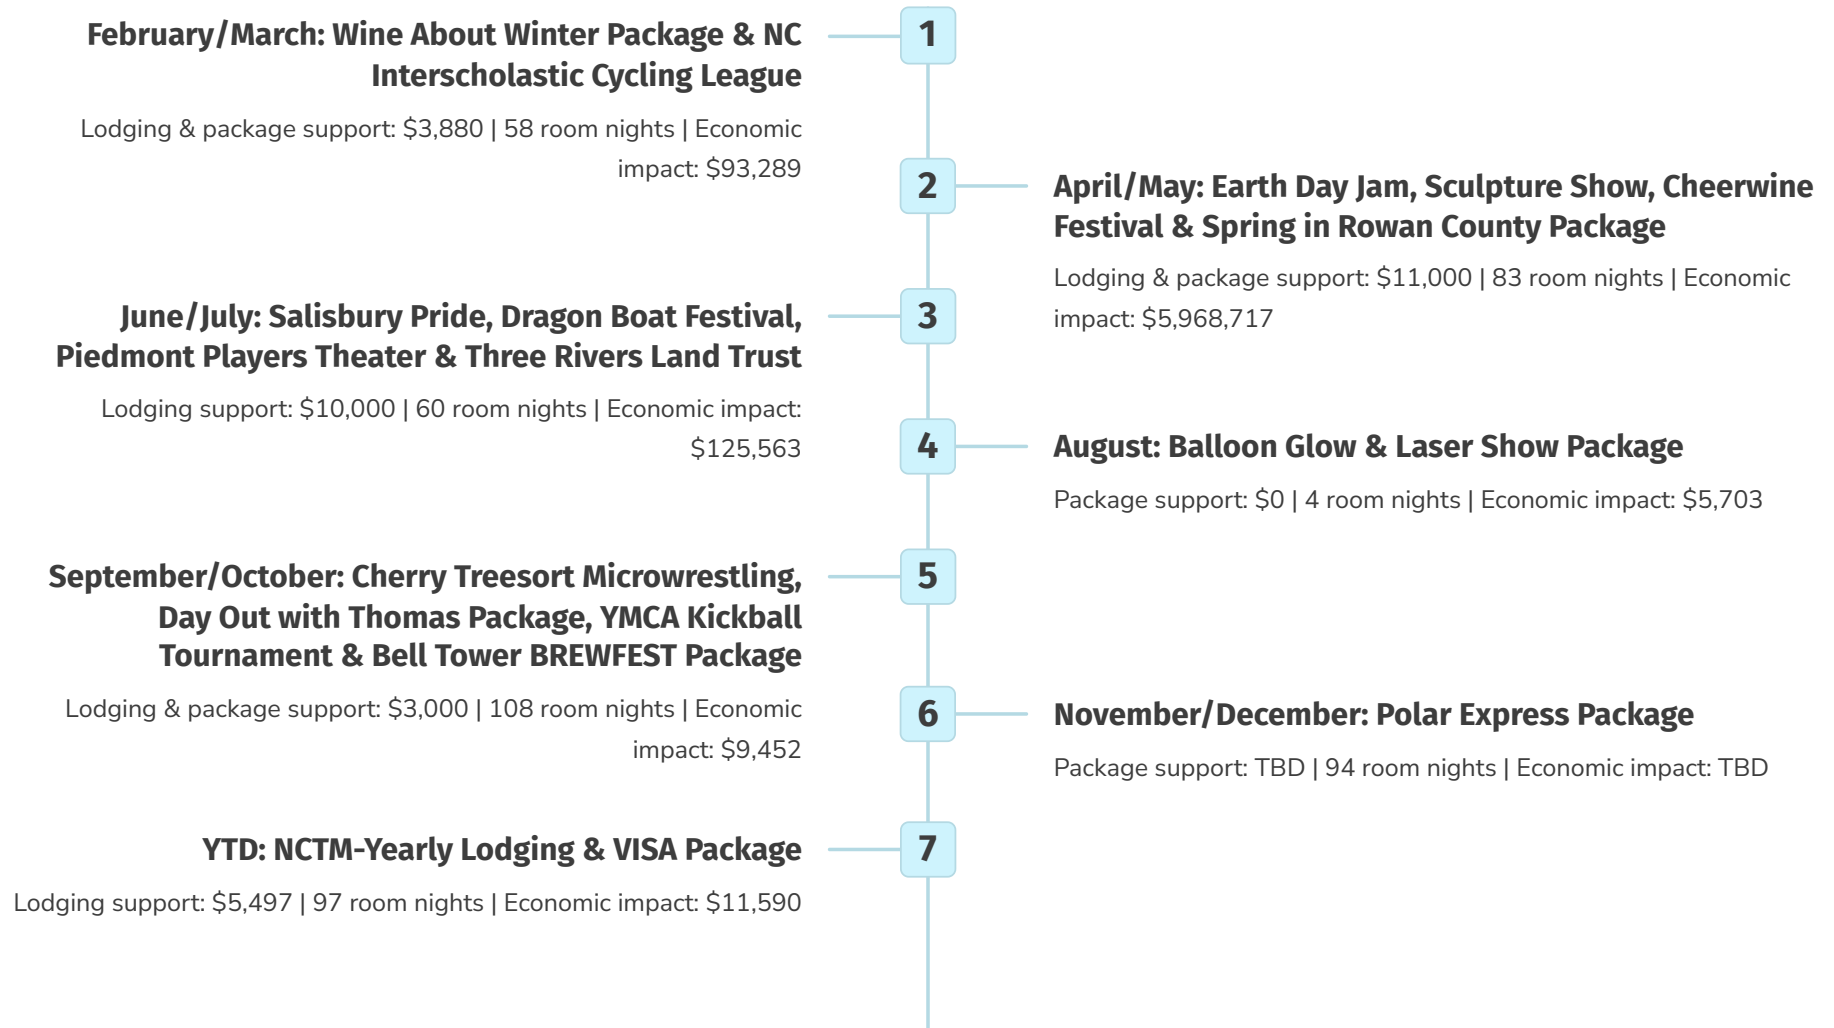 1
February/March: Wine About Winter Package & NC
Interscholastic Cycling League
Lodging & package support: $3,880 | 58 room nights | Economic
impact: $93,289
2
April/May: Earth Day Jam, Sculpture Show, Cheerwine
Festival & Spring in Rowan County Package
Lodging & package support: $11,000 | 83 room nights | Economic
impact: $5,968,717
3
June/July: Salisbury Pride, Dragon Boat Festival,
Piedmont Players Theater & Three Rivers Land Trust
Lodging support: $10,000 | 60 room nights | Economic impact:
$125,563
4
August: Balloon Glow & Laser Show Package
Package support: $0 | 4 room nights | Economic impact: $5,703
5
September/October: Cherry Treesort Microwrestling,
Day Out with Thomas Package, YMCA Kickball
Tournament & Bell Tower BREWFEST Package
Lodging & package support: $3,000 | 108 room nights | Economic
impact: $9,452
6
November/December: Polar Express Package
Package support: TBD | 94 room nights | Economic impact: TBD
7
YTD: NCTM-Yearly Lodging & VISA Package
Lodging support: $5,497 | 97 room nights | Economic impact: $11,590